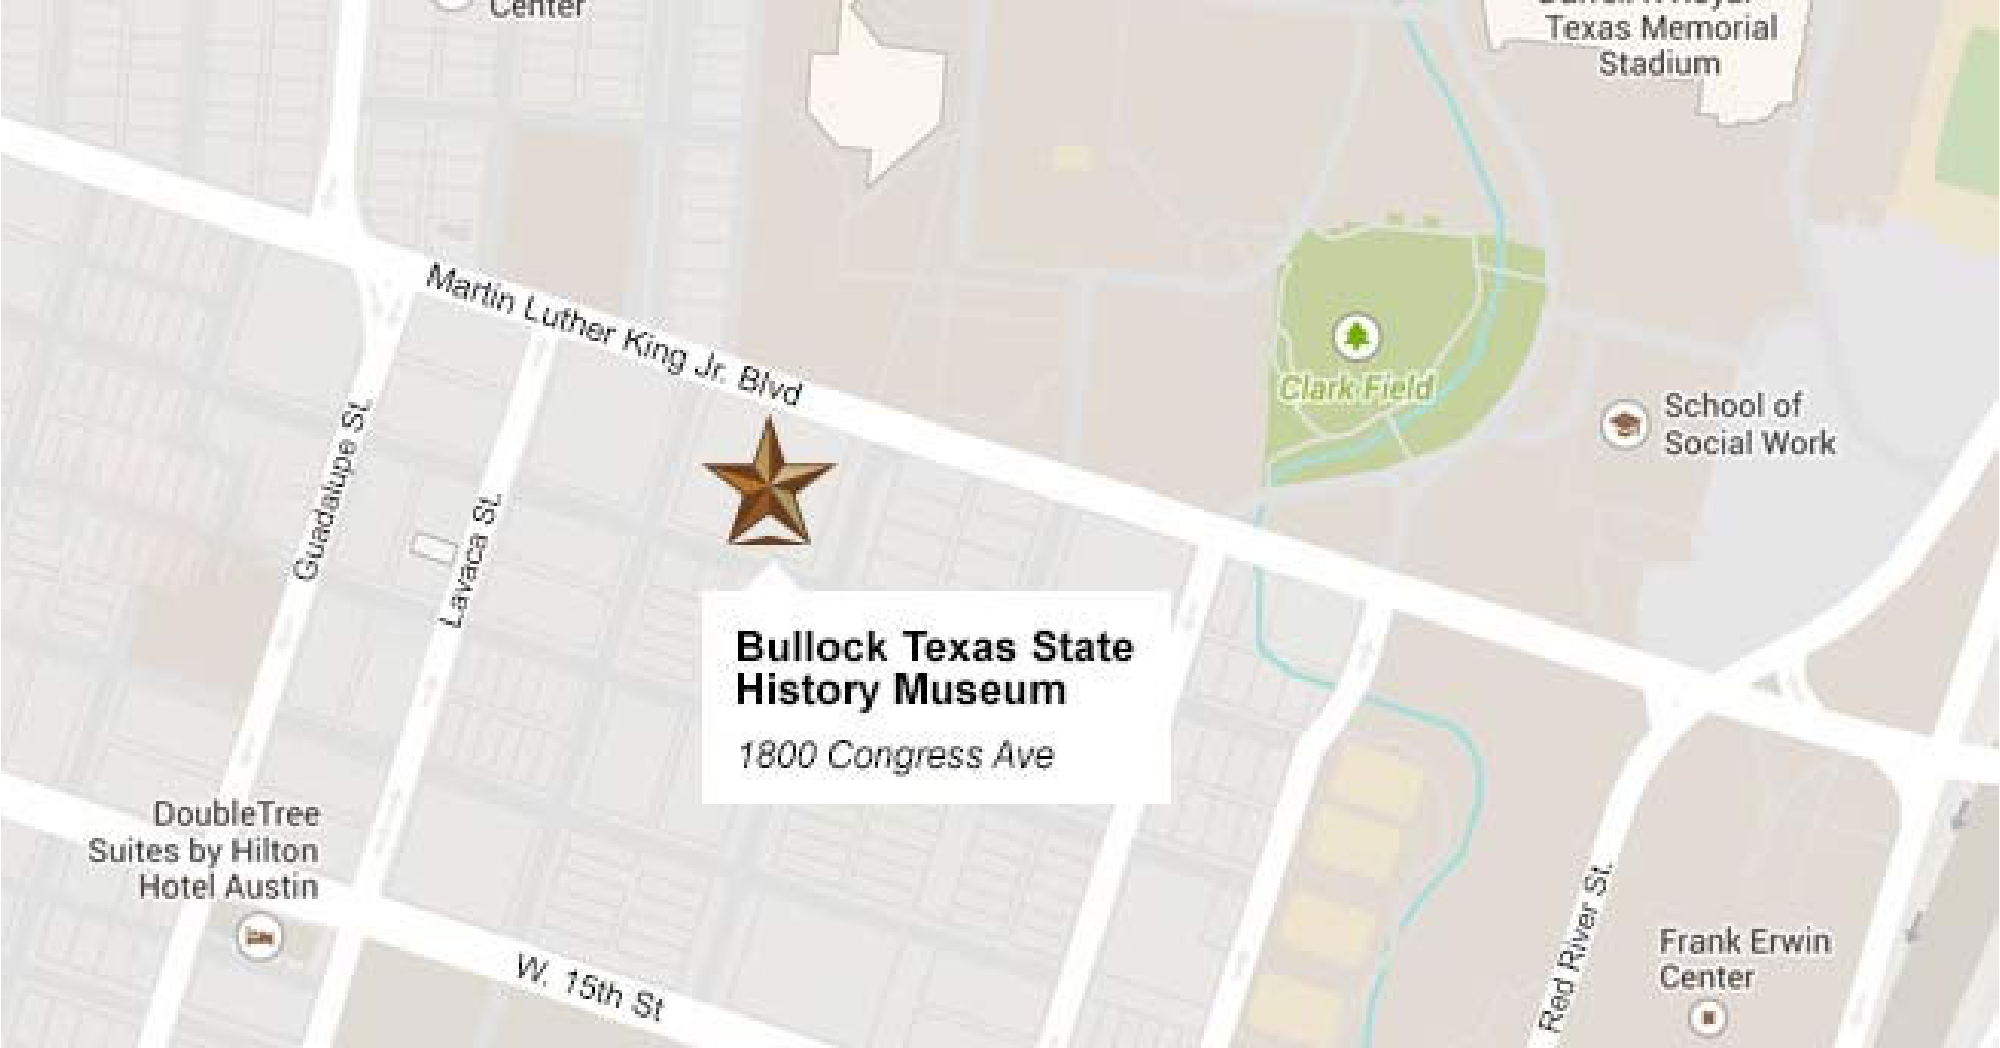 Center
Texas Memorial
Stadium
Martin Luther King Jr. Blvd
Clark Field
School of
Social Work
Guadalupe St.
Lavaca St.
Bullock Texas State
History Museum
1800 Congress Ave
DoubleTree
Suites by Hilton
Hotel Austin
W. 15th St
Red River St.
Frank Erwin
Center